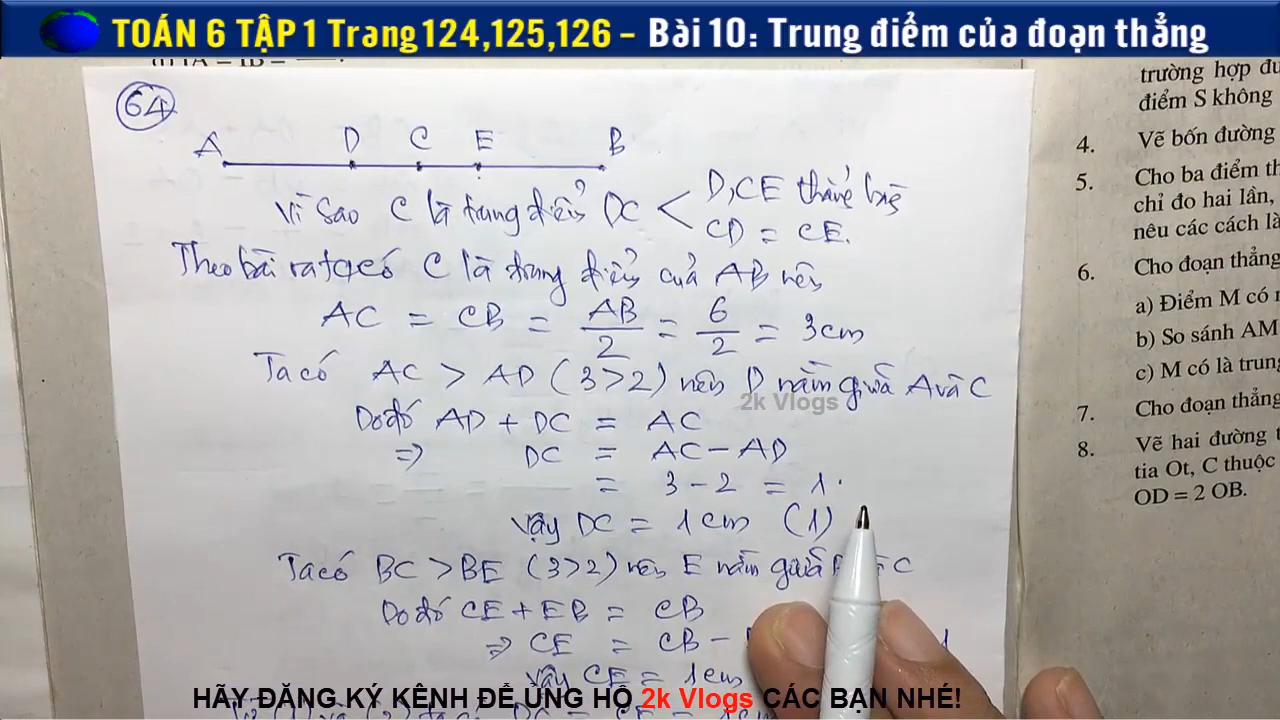 TOÁN 6 TẬP 1 Trang 124,125,126 - Bài 10: Trung điểm của đoạn thẳng
64
A D C E B
Vì sao C là trung điểm DC < D,C,E thẳng
CD = CE.
Theo bài ra ta có C là trung điểm của AB nên
AC = CB = AB/2 = 6/2 = 3cm
Ta có AC > AD (3>2) nên D nằm giữa A và C
2k Vlogs
Do đó AD + DC = AC
=> DC = AC - AD
= 3 - 2 = 1.
Vậy DC = 1cm (1)
Ta có BC > BE (3>2) nên E nằm giữa C
Do đó CE + EB = CB
=> CE = CB - 1
Vậy CE = 1cm
HÃY ĐĂNG KÝ KÊNH ĐỂ ỦNG HỘ 2k Vlogs CÁC BẠN NHÉ!
trường hợp
điểm S không
4. Vẽ bốn đường
5. Cho ba điểm
chỉ đo hai lần,
nêu các cách
6. Cho đoạn thẳng
a) Điểm M có
b) So sánh AM
c) M có là
7. Cho đoạn thẳng
8. Vẽ hai đường
tia Ot, C thuộc
OD = 2 OB.